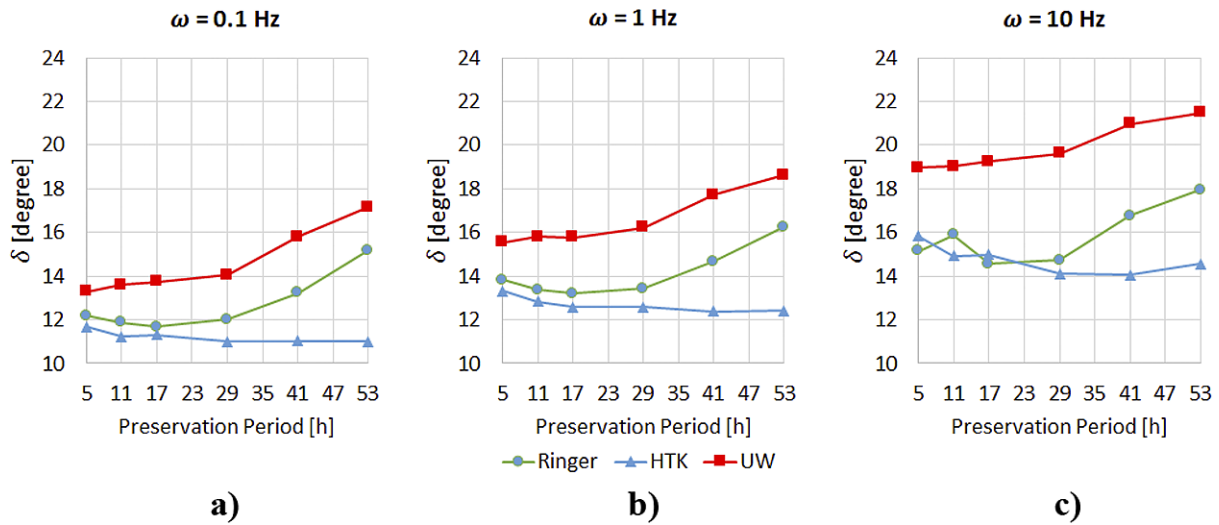 ω = 0.1 Hz
24
22
20
18
16
14
12
10
δ [degree]
5 11 17 23 29 35 41 47 53
Preservation Period [h]
a)
ω = 1 Hz
24
22
20
18
16
14
12
10
δ [degree]
5 11 17 23 29 35 41 47 53
Preservation Period [h]
Ringer HTK UW
b)
ω = 10 Hz
24
22
20
18
16
14
12
10
δ [degree]
5 11 17 23 29 35 41 47 53
Preservation Period [h]
c)